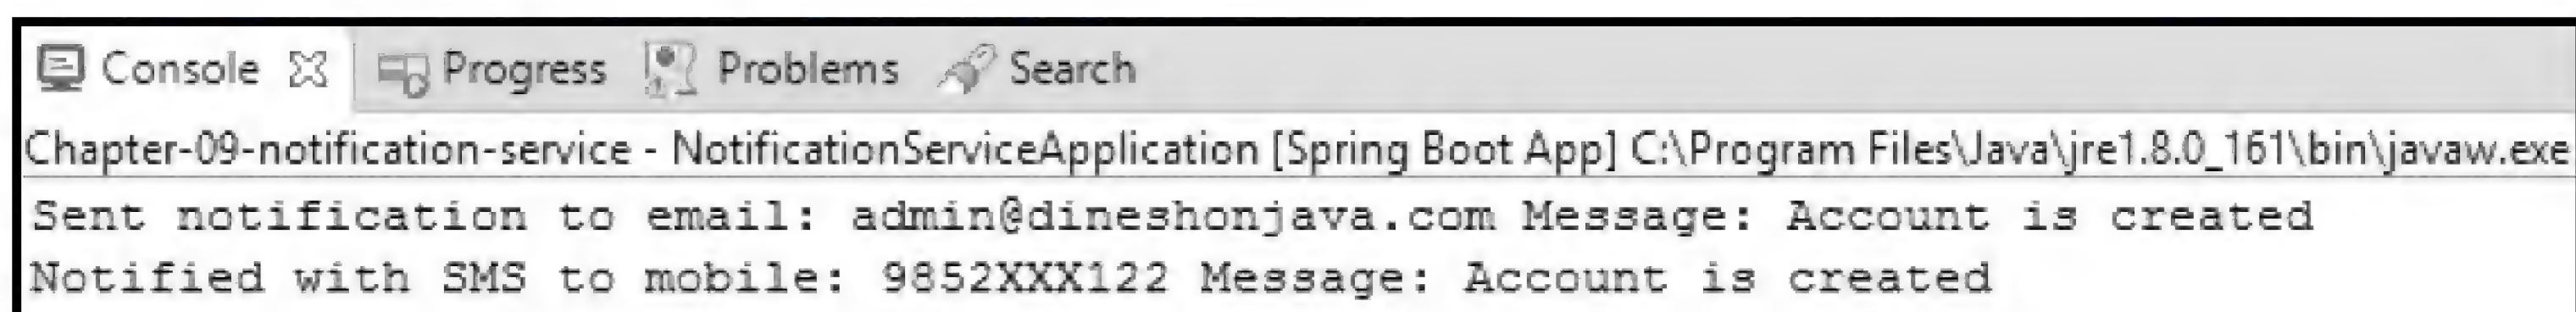 Console Progress Problems Search
Chapter-09-notification-service - NotificationServiceApplication [Spring Boot App] C:\Program Files\Java\jre1.8.0_161\bin\javaw.exe
Sent notification to email: admin@dineshonjava.com Message: Account is created
Notified with SMS to mobile: 9852XXX122 Message: Account is created